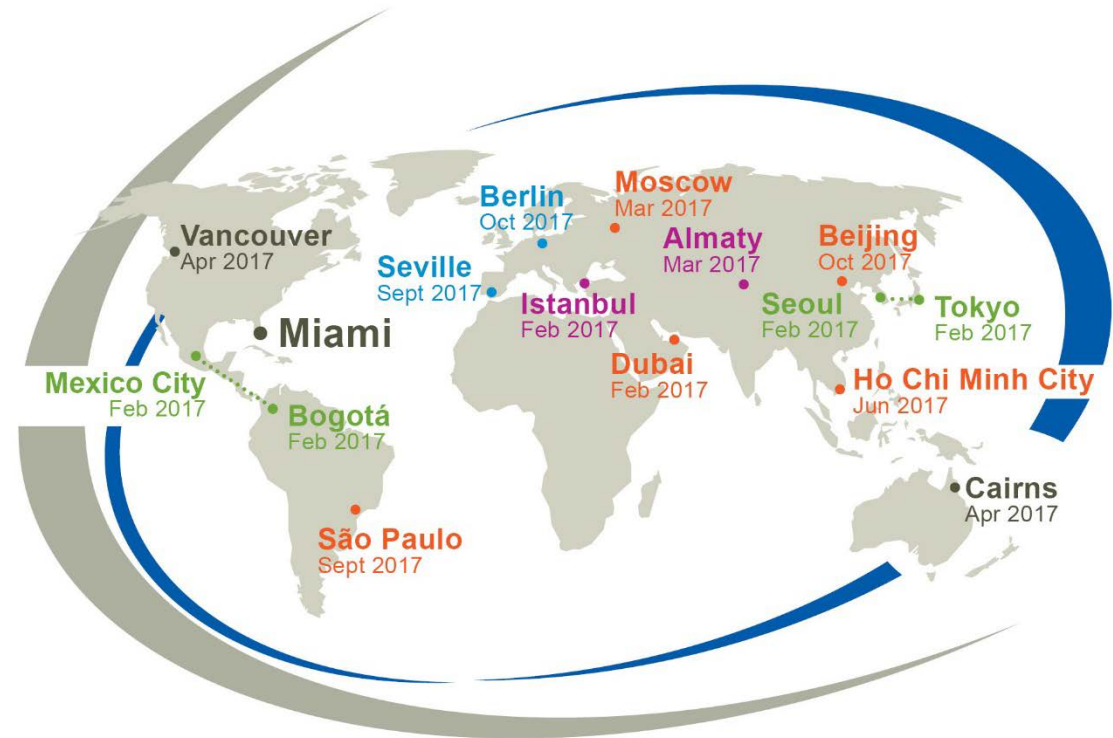 Berlin
Oct 2017
Moscow
Mar 2017
Vancouver
Apr 2017
Almaty
Mar 2017
Beijing
Oct 2017
Seville
Sept 2017
Istanbul
Feb 2017
Seoul
Feb 2017
Tokyo
Feb 2017
Miami
Dubai
Feb 2017
Mexico City
Feb 2017
Ho Chi Minh City
Jun 2017
Bogotá
Feb 2017
Cairns
Apr 2017
São Paulo
Sept 2017